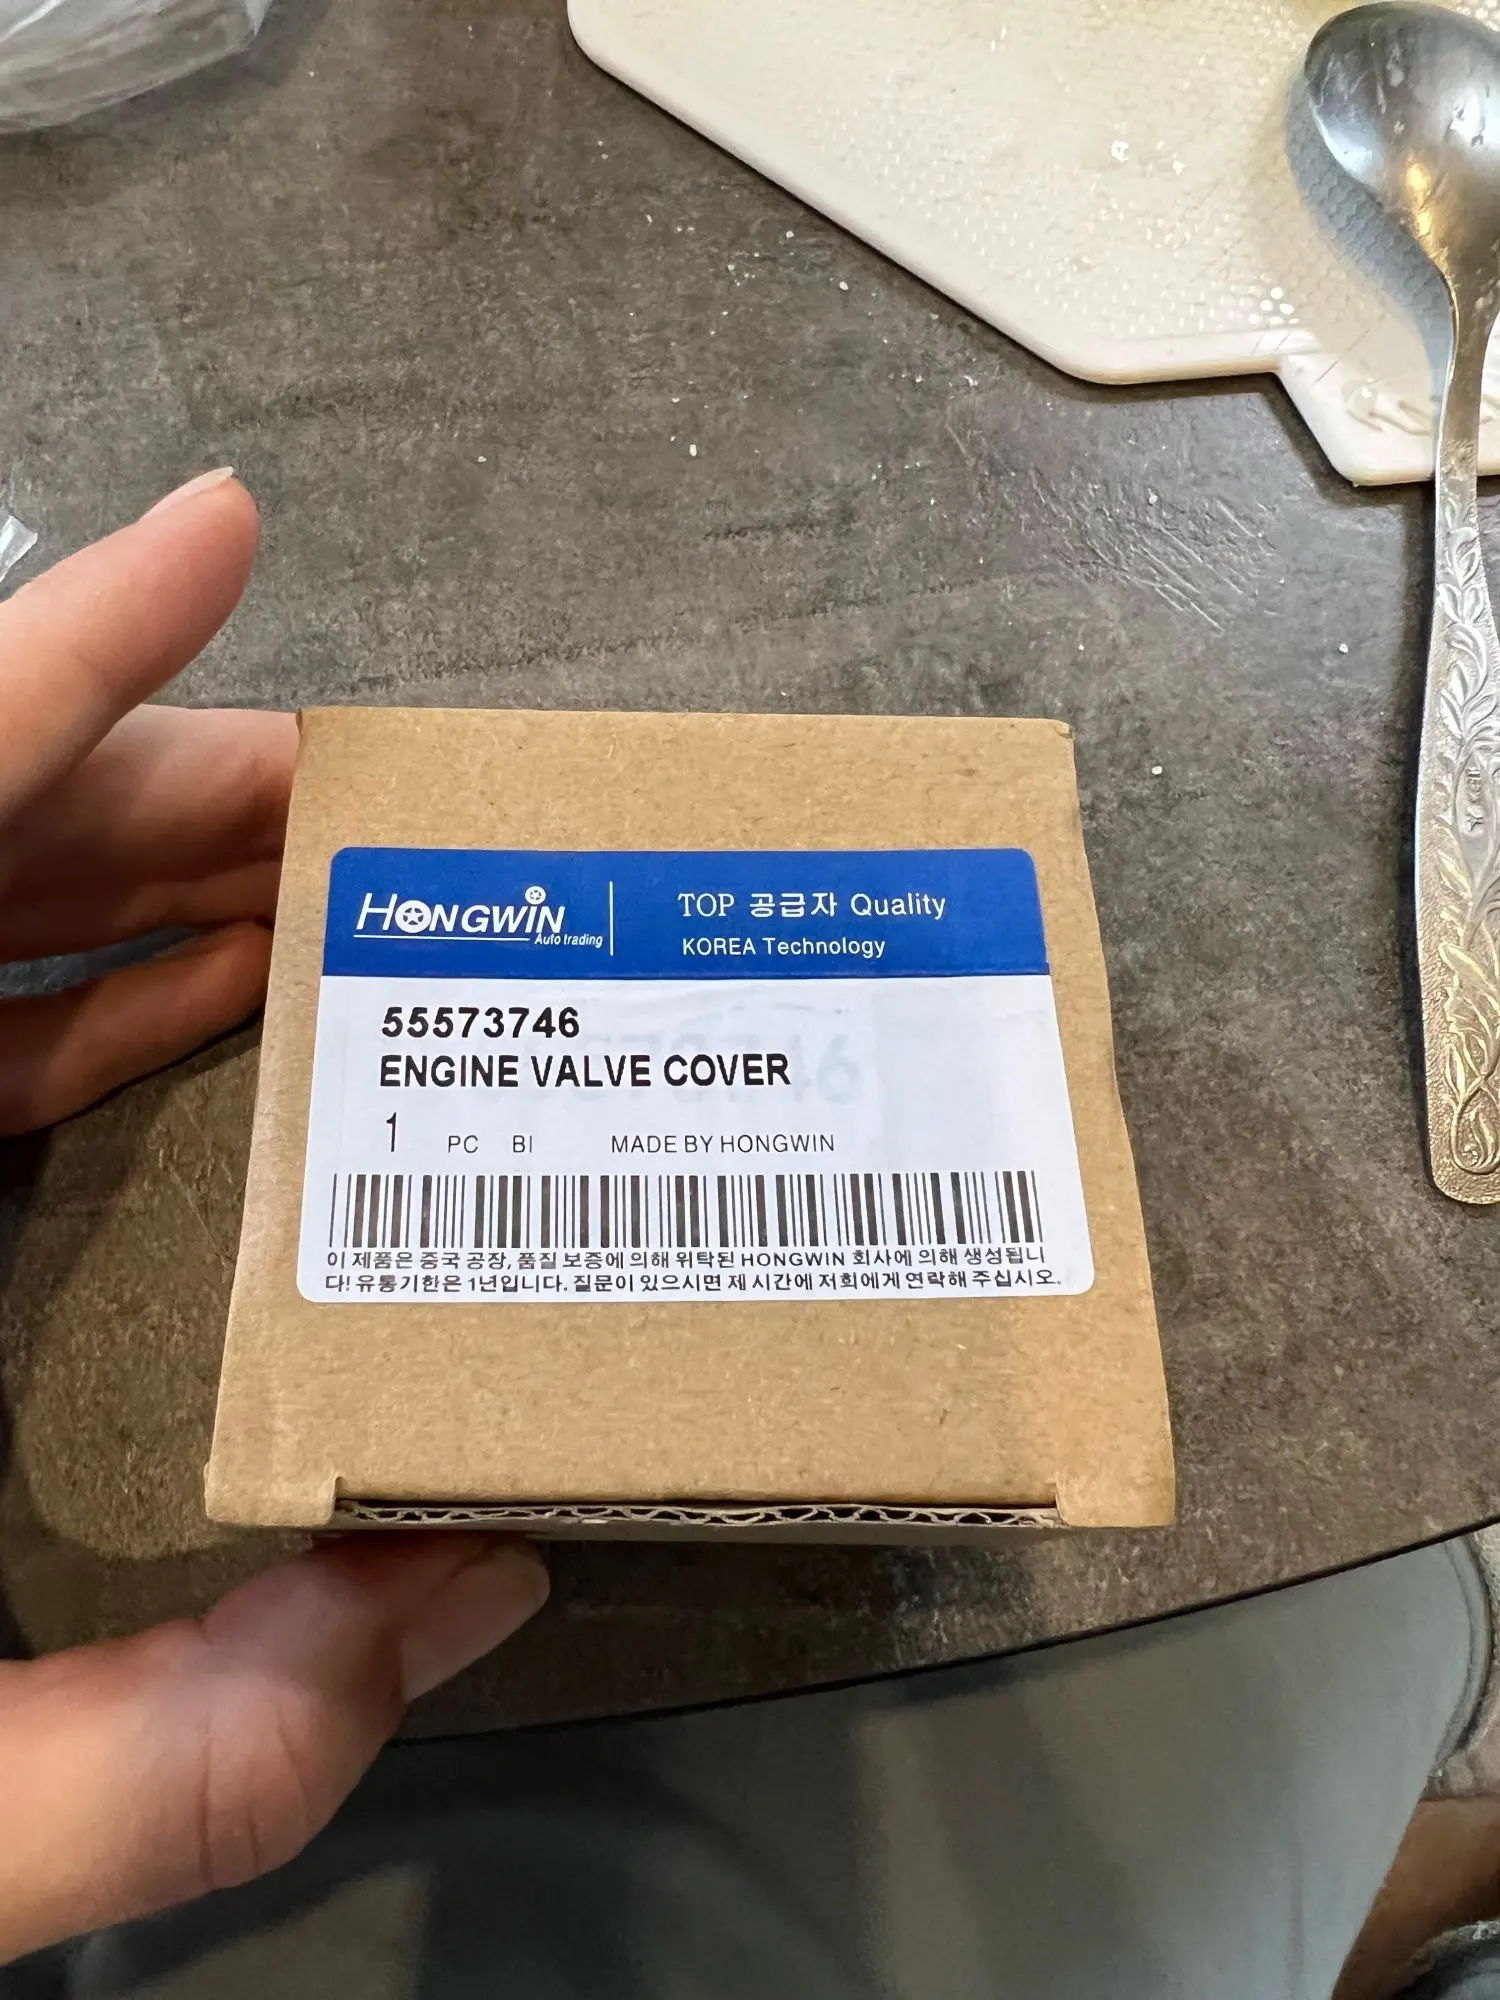 HONGWIN
Auto trading
TOP 공급자 Quality
KOREA Technology
55573746
ENGINE VALVE COVER
1 PC BI MADE BY HONGWIN
이 제품은 중국 공장, 품질 보증에 의해 위탁된 HONGWIN 회사에 의해 생성됩니
다! 유통기한은 1년입니다. 질문이 있으시면 제 시간에 저희에게 연락해 주십시오.